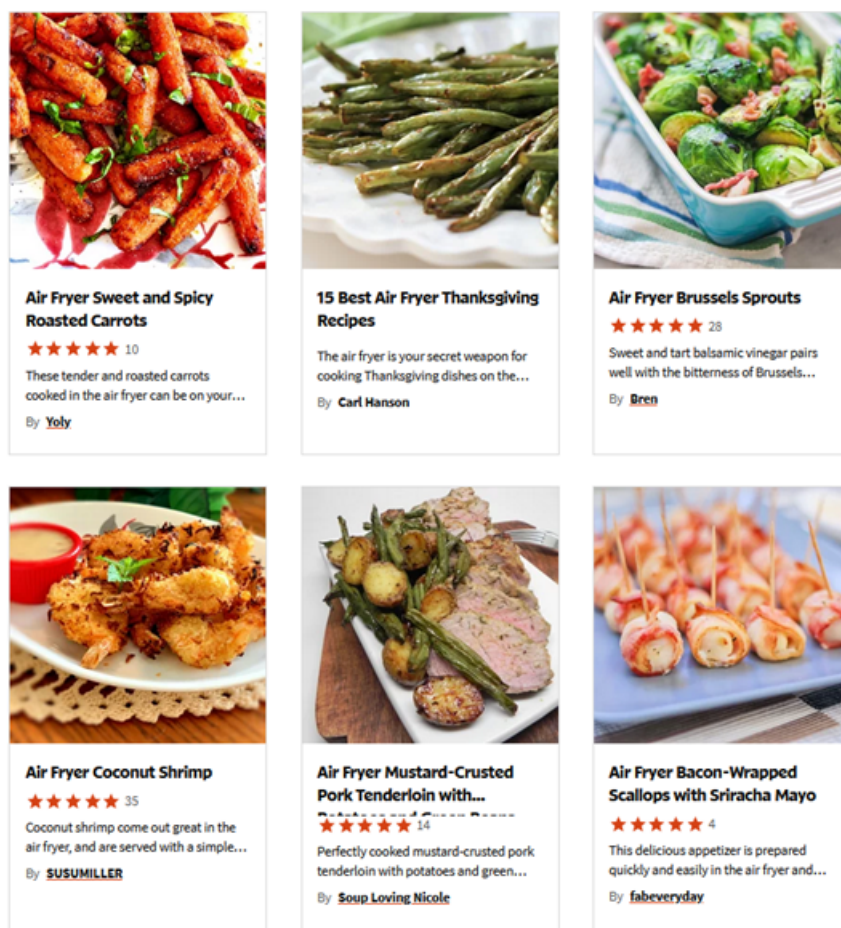 Air Fryer Sweet and Spicy
Roasted Carrots
10
These tender and roasted carrots
cooked in the air fryer can be on your...
By Yoly
15 Best Air Fryer Thanksgiving
Recipes
The air fryer is your secret weapon for
cooking Thanksgiving dishes on the...
By Carl Hanson
Air Fryer Brussels Sprouts
28
Sweet and tart balsamic vinegar pairs
well with the bitterness of Brussels...
By Bren
Air Fryer Coconut Shrimp
35
Coconut shrimp come out great in the
air fryer, and are served with a simple...
By SUSUMILLER
Air Fryer Mustard-Crusted
Pork Tenderloin with...
Potatoes and Green Beans
14
Perfectly cooked mustard-crusted pork
tenderloin with potatoes and green...
By Soup Loving Nicole
Air Fryer Bacon-Wrapped
Scallops with Sriracha Mayo
4
This delicious appetizer is prepared
quickly and easily in the air fryer and...
By fabeveryday